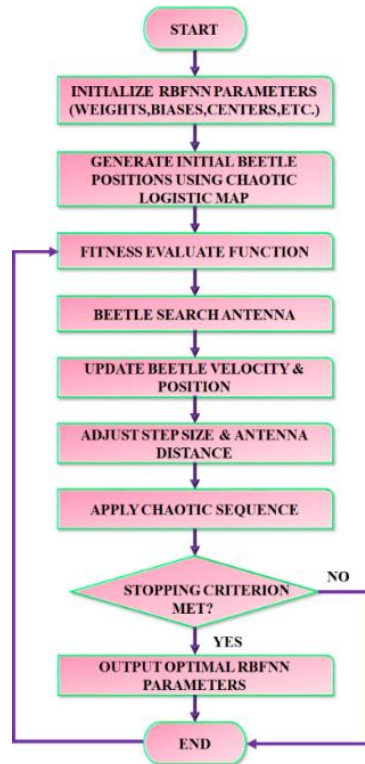 START
INITIALIZE RBFNN PARAMETERS
(WEIGHTS,BIASES,CENTERS,ETC.)
GENERATE INITIAL BEETLE
POSITIONS USING CHAOTIC
LOGISTIC MAP
FITNESS EVALUATE FUNCTION
BEETLE SEARCH ANTENNA
UPDATE BEETLE VELOCITY &
POSITION
ADJUST STEP SIZE & ANTENNA
DISTANCE
APPLY CHAOTIC SEQUENCE
STOPPING CRITERION
MET?
NO
YES
OUTPUT OPTIMAL RBFNN
PARAMETERS
END